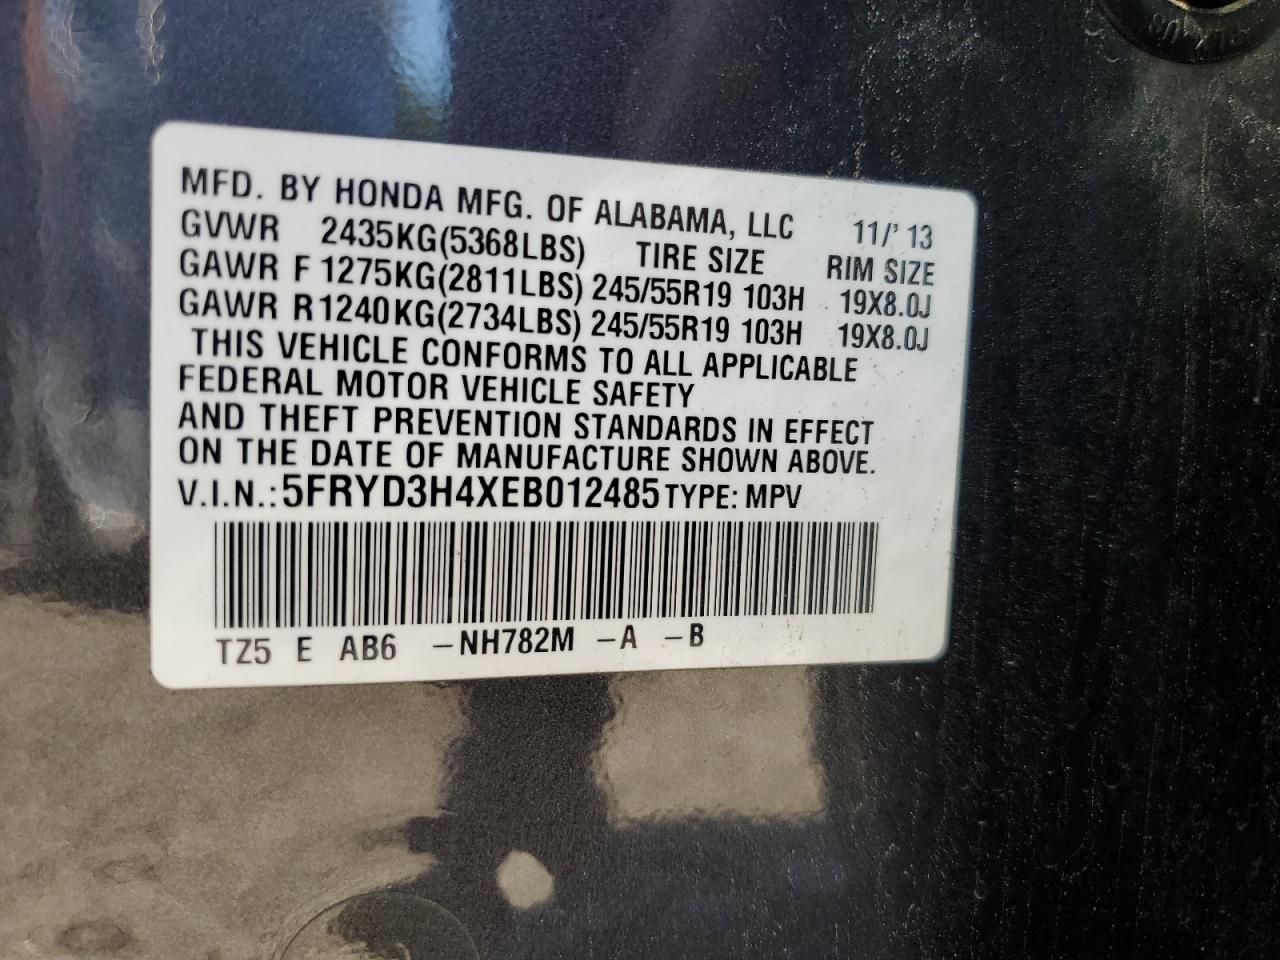 MFD. BY HONDA MFG. OF ALABAMA, LLC 11/'13
GVWR 2435KG(5368LBS) TIRE SIZE RIM SIZE
GAWR F 1275KG(2811LBS) 245/55R19 103H 19X8.0J
GAWR R1240KG(2734LBS) 245/55R19 103H 19X8.0J
THIS VEHICLE CONFORMS TO ALL APPLICABLE
FEDERAL MOTOR VEHICLE SAFETY
AND THEFT PREVENTION STANDARDS IN EFFECT
ON THE DATE OF MANUFACTURE SHOWN ABOVE.
V.I.N.:5FRYD3H4XEB012485 TYPE: MPV
TZ5 E AB6 –NH782M –A –B